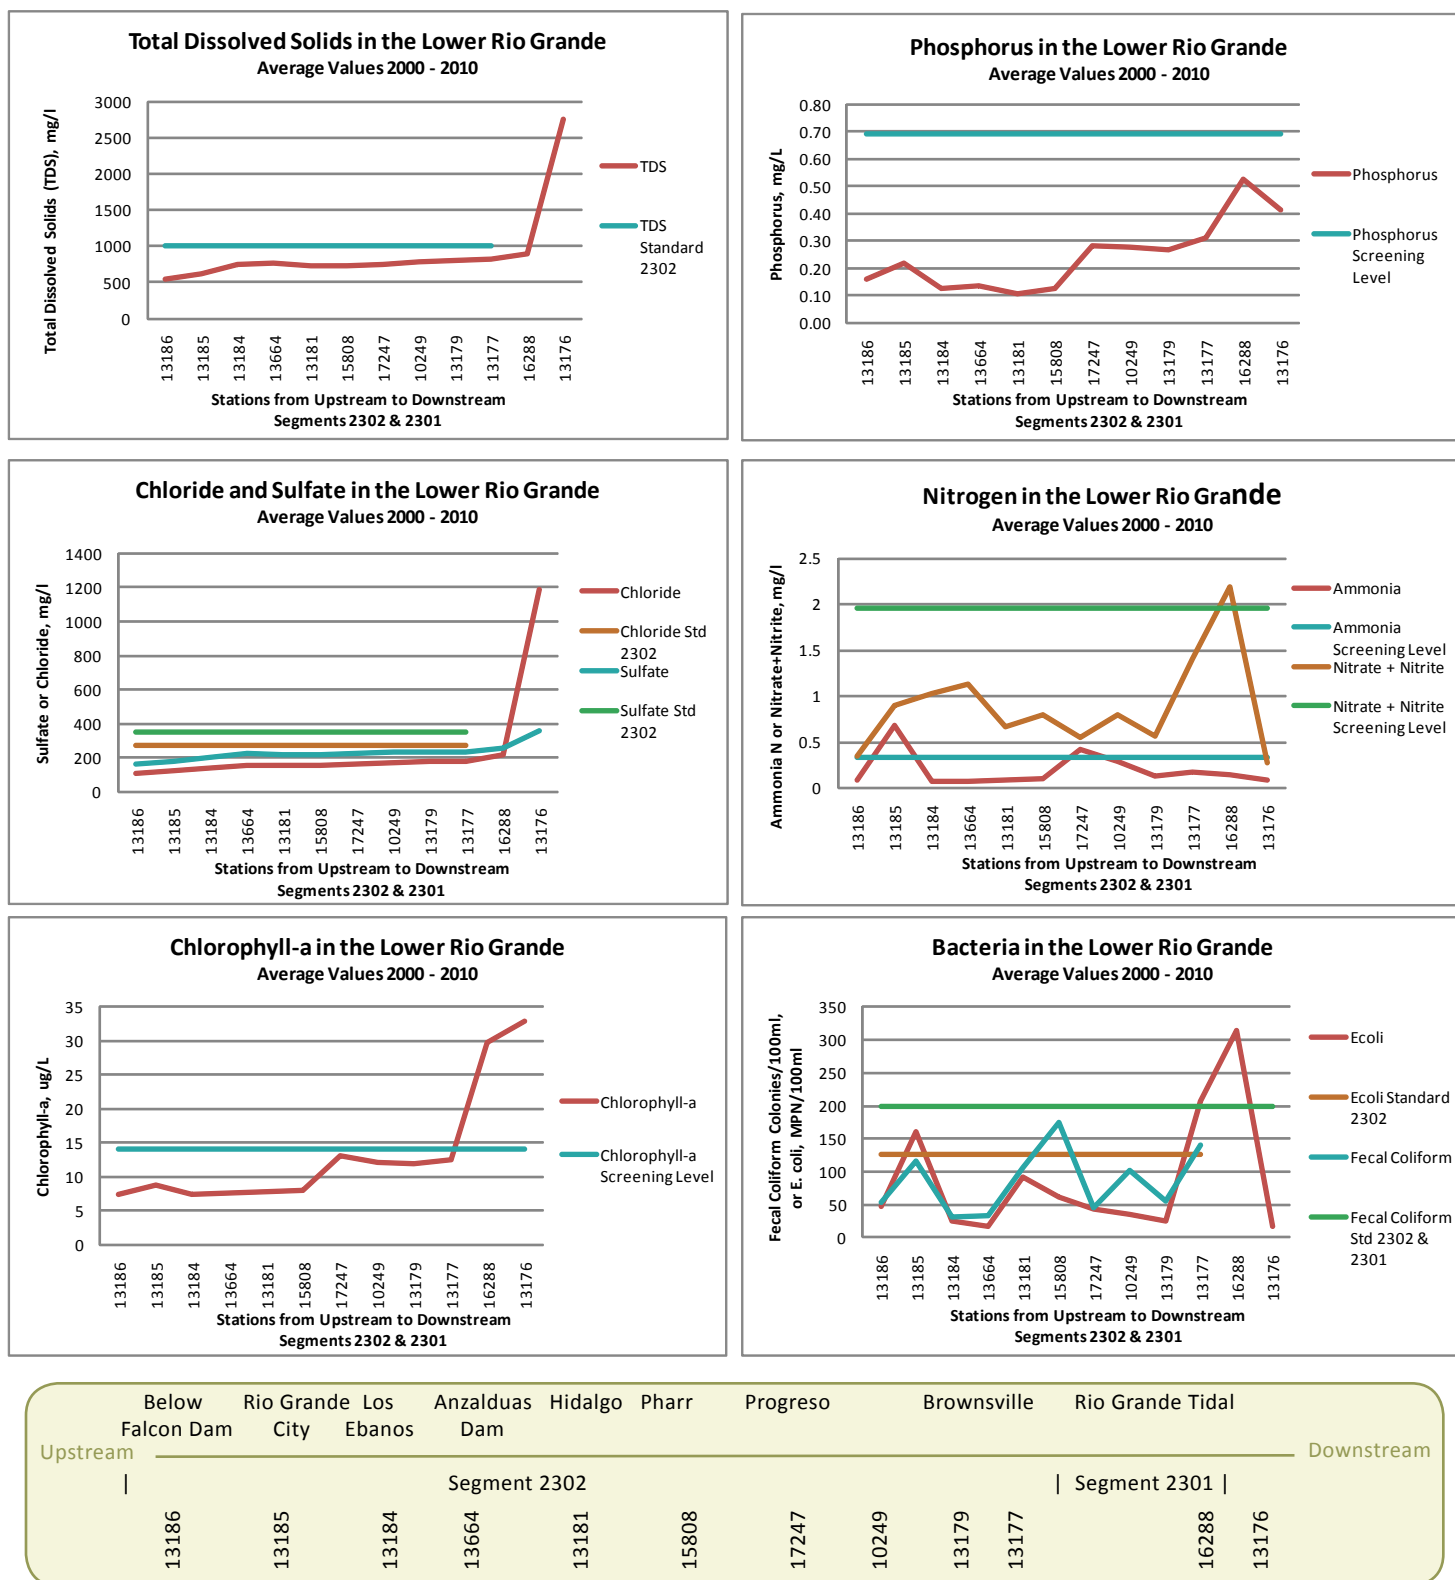 Total Dissolved Solids in the Lower Rio Grande
Average Values 2000 - 2010
Total Dissolved Solids (TDS), mg/l
3000
2500
2000
1500
1000
500
0
TDS
TDS
Standard
2302
13186
13185
13184
13664
13181
15808
17247
10249
13179
13177
16288
13176
Stations from Upstream to Downstream
Segments 2302 & 2301
Phosphorus in the Lower Rio Grande
Average Values 2000 - 2010
Phosphorus, mg/L
0.80
0.70
0.60
0.50
0.40
0.30
0.20
0.10
0.00
Phosphorus
Phosphorus
Screening
Level
13186
13185
13184
13664
13181
15808
17247
10249
13179
13177
16288
13176
Stations from Upstream to Downstream
Segments 2302 & 2301
Chloride and Sulfate in the Lower Rio Grande
Average Values 2000 - 2010
Sulfate or Chloride, mg/l
1400
1200
1000
800
600
400
200
0
Chloride
Chloride Std
2302
Sulfate
Sulfate Std
2302
13186
13185
13184
13664
13181
15808
17247
10249
13179
13177
16288
13176
Stations from Upstream to Downstream
Segments 2302 & 2301
Nitrogen in the Lower Rio Grande
Average Values 2000 - 2010
Ammonia N or Nitrate+Nitrite, mg/l
2.5
2
1.5
1
0.5
0
Ammonia
Ammonia
Screening Level
Nitrate + Nitrite
Nitrate + Nitrite
Screening Level
13186
13185
13184
13664
13181
15808
17247
10249
13179
13177
16288
13176
Stations from Upstream to Downstream
Segments 2302 & 2301
Chlorophyll-a in the Lower Rio Grande
Average Values 2000 - 2010
Chlorophyll-a, ug/L
35
30
25
20
15
10
5
0
Chlorophyll-a
Chlorophyll-a
Screening Level
13186
13185
13184
13664
13181
15808
17247
10249
13179
13177
16288
13176
Stations from Upstream to Downstream
Segments 2302 & 2301
Bacteria in the Lower Rio Grande
Average Values 2000 - 2010
Fecal Coliform Colonies/100ml,
or E. coli, MPN/100ml
350
300
250
200
150
100
50
0
Ecoli
Ecoli Standard
2302
Fecal Coliform
Fecal Coliform
Std 2302 &
2301
13186
13185
13184
13664
13181
15808
17247
10249
13179
13177
16288
13176
Stations from Upstream to Downstream
Segments 2302 & 2301
Below
Falcon Dam
Rio Grande
City
Los
Ebanos
Anzalduas
Dam
Hidalgo
Pharr
Progreso
Brownsville
Rio Grande Tidal
Upstream
Downstream
| Segment 2302 | Segment 2301 |
13186
13185
13184
13664
13181
15808
17247
10249
13179
13177
16288
13176